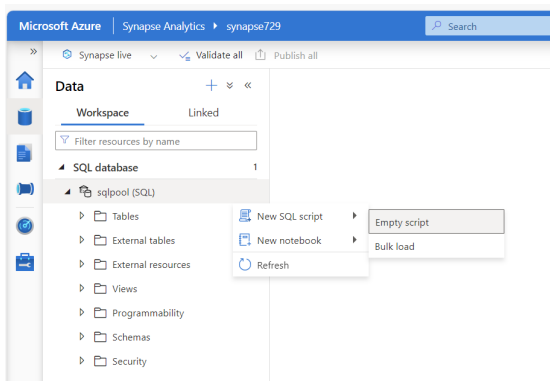 Microsoft Azure | Synapse Analytics ▸ synapse729 Search
Synapse live Validate all Publish all
Data
Workspace Linked
Filter resources by name
SQL database 1
sqlpool (SQL)
Tables
New SQL script
Empty script
External tables
New notebook
Bulk load
External resources
Refresh
Views
Programmability
Schemas
Security